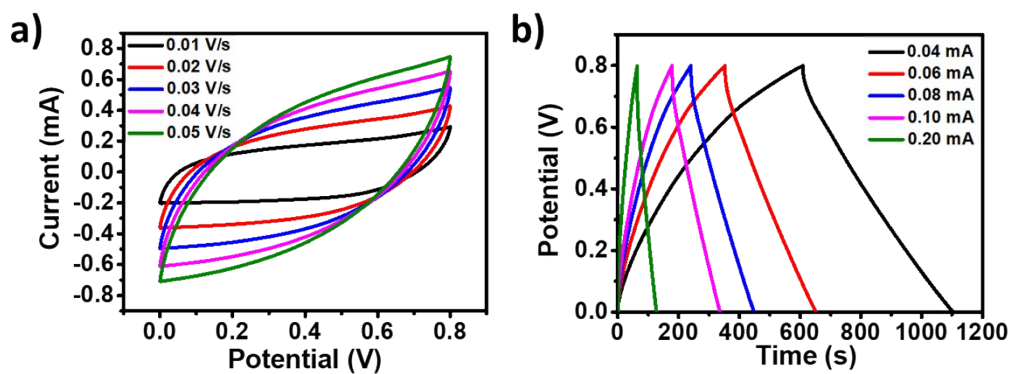 a)
0.01 V/s
0.02 V/s
0.03 V/s
0.04 V/s
0.05 V/s
0.8
0.6
0.4
0.2
0.0
-0.2
-0.4
-0.6
-0.8
Current (mA)
0.0 0.2 0.4 0.6 0.8
Potential (V)
b)
0.04 mA
0.06 mA
0.08 mA
0.10 mA
0.20 mA
0.8
0.6
0.4
0.2
0.0
Potential (V)
0 200 400 600 800 1000 1200
Time (s)